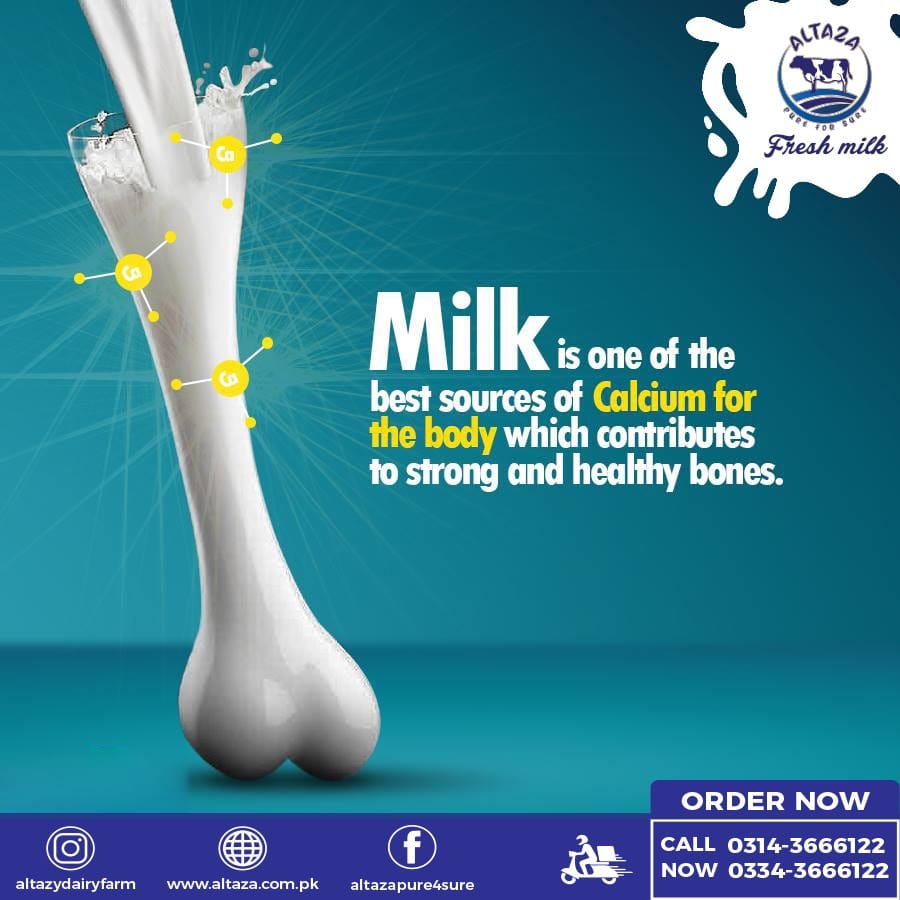 ALTAZA
PURE FOR SURE
Fresh milk
Ca
Ca
Ca
Milk is one of the
best sources of Calcium for
the body which contributes
to strong and healthy bones.
ORDER NOW
CALL 0314-3666122
NOW 0334-3666122
altazydairyfarm
www.altaza.com.pk
altazapure4sure